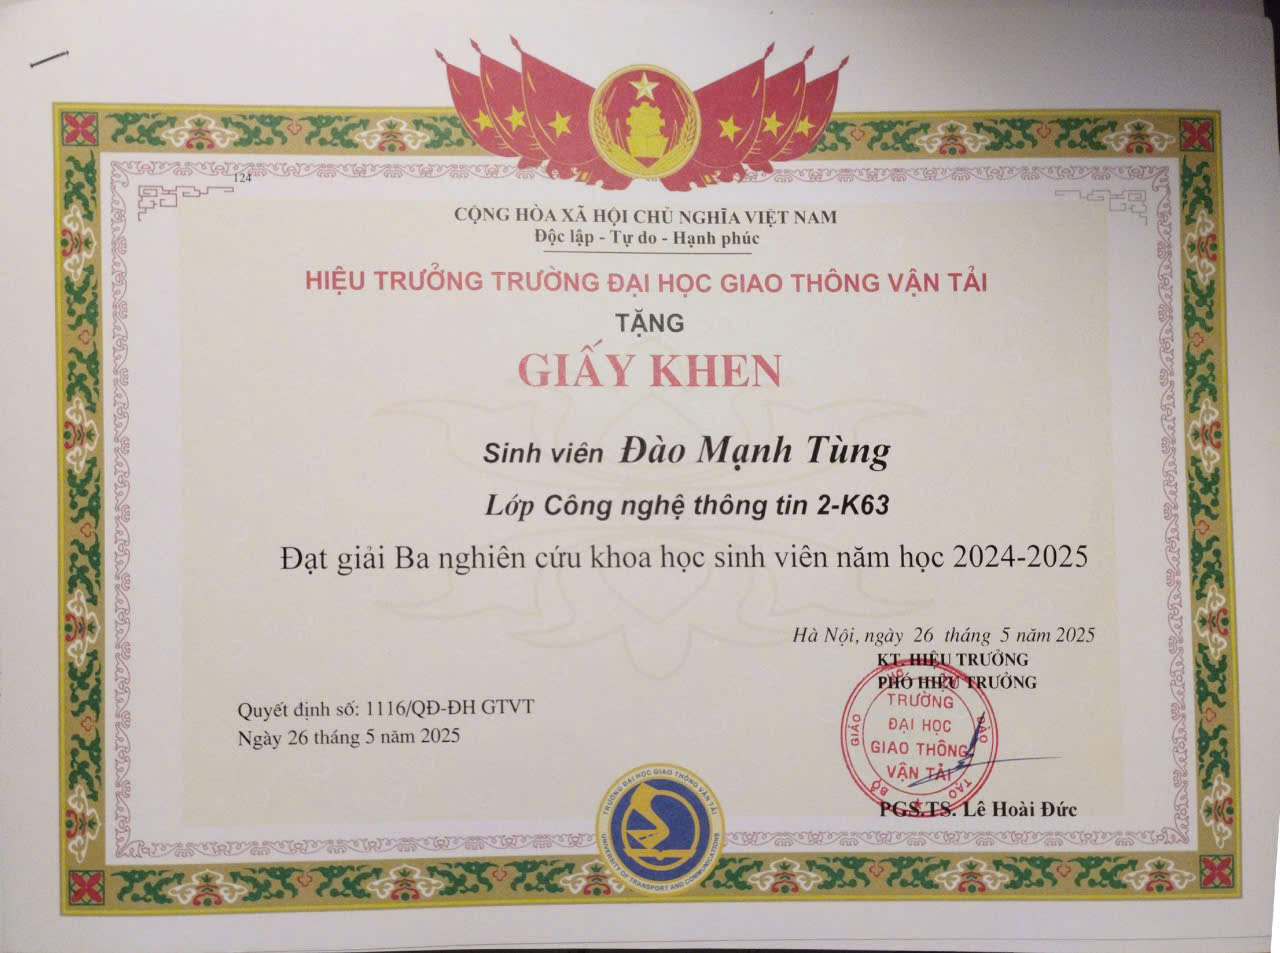 124
CỘNG HÒA XÃ HỘI CHỦ NGHĨA VIỆT NAM
Độc lập - Tự do - Hạnh phúc
HIỆU TRƯỞNG TRƯỜNG ĐẠI HỌC GIAO THÔNG VẬN TẢI
TẶNG
GIẤY KHEN
Sinh viên Đào Mạnh Tùng
Lớp Công nghệ thông tin 2-K63
Đạt giải Ba nghiên cứu khoa học sinh viên năm học 2024-2025
Hà Nội, ngày 26 tháng 5 năm 2025
KT. HIỆU TRƯỞNG
PHÓ HIỆU TRƯỞNG
BỘ GIÁO DỤC ĐÀO TẠO
TRƯỜNG
ĐẠI HỌC
GIAO THÔNG
VẬN TẢI
PGS.TS. Lê Hoài Đức
Quyết định số: 1116/QĐ-ĐH GTVT
Ngày 26 tháng 5 năm 2025
TRƯỜNG ĐẠI HỌC GIAO THÔNG VẬN TẢI
UNIVERSITY OF TRANSPORT AND COMMUNICATIONS